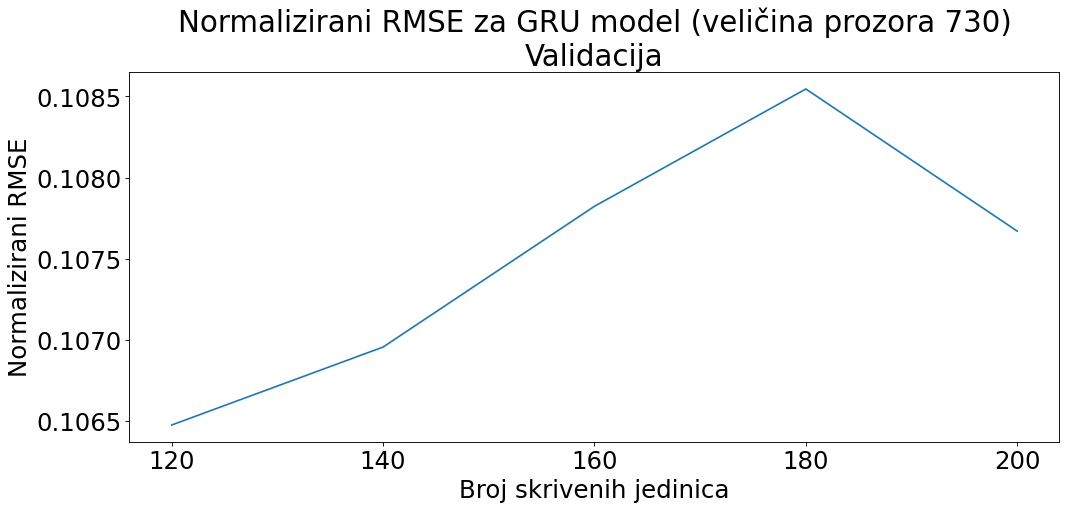 Normalizirani RMSE za GRU model (veličina prozora 730)
Validacija
Normalizirani RMSE
0.1085
0.1080
0.1075
0.1070
0.1065
120 140 160 180 200
Broj skrivenih jedinica